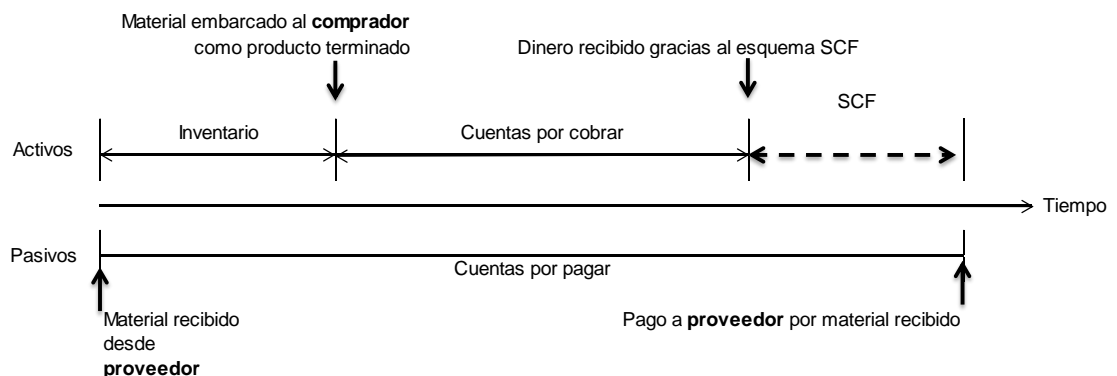 Material embarcado al comprador
como producto terminado
Dinero recibido gracias al esquema SCF
SCF
Inventario
Cuentas por cobrar
Activos
Tiempo
Pasivos
Cuentas por pagar
Material recibido
desde
proveedor
Pago a proveedor por material recibido